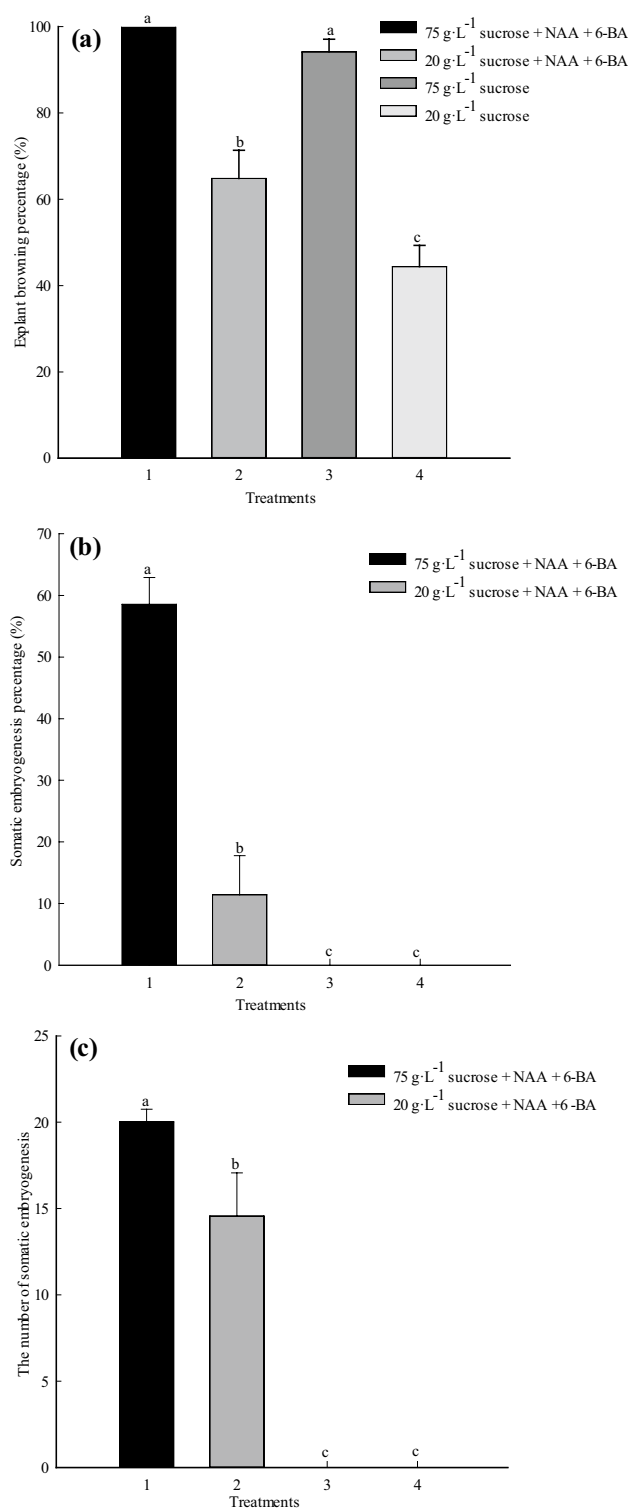 (a)
Explant browning percentage (%)
100
80
60
40
20
0
a
b
a
c
75 g·L-1 sucrose + NAA + 6-BA
20 g·L-1 sucrose + NAA + 6-BA
75 g·L-1 sucrose
20 g·L-1 sucrose
1 2 3 4
Treatments
(b)
Somatic embryogenesis percentage (%)
70
60
50
40
30
20
10
0
a
b
c
c
75 g·L-1 sucrose + NAA + 6-BA
20 g·L-1 sucrose + NAA + 6-BA
1 2 3 4
Treatments
(c)
The number of somatic embryogenesis
25
20
15
10
5
0
a
b
c
c
75 g·L-1 sucrose + NAA + 6-BA
20 g·L-1 sucrose + NAA +6 -BA
1 2 3 4
Treatments